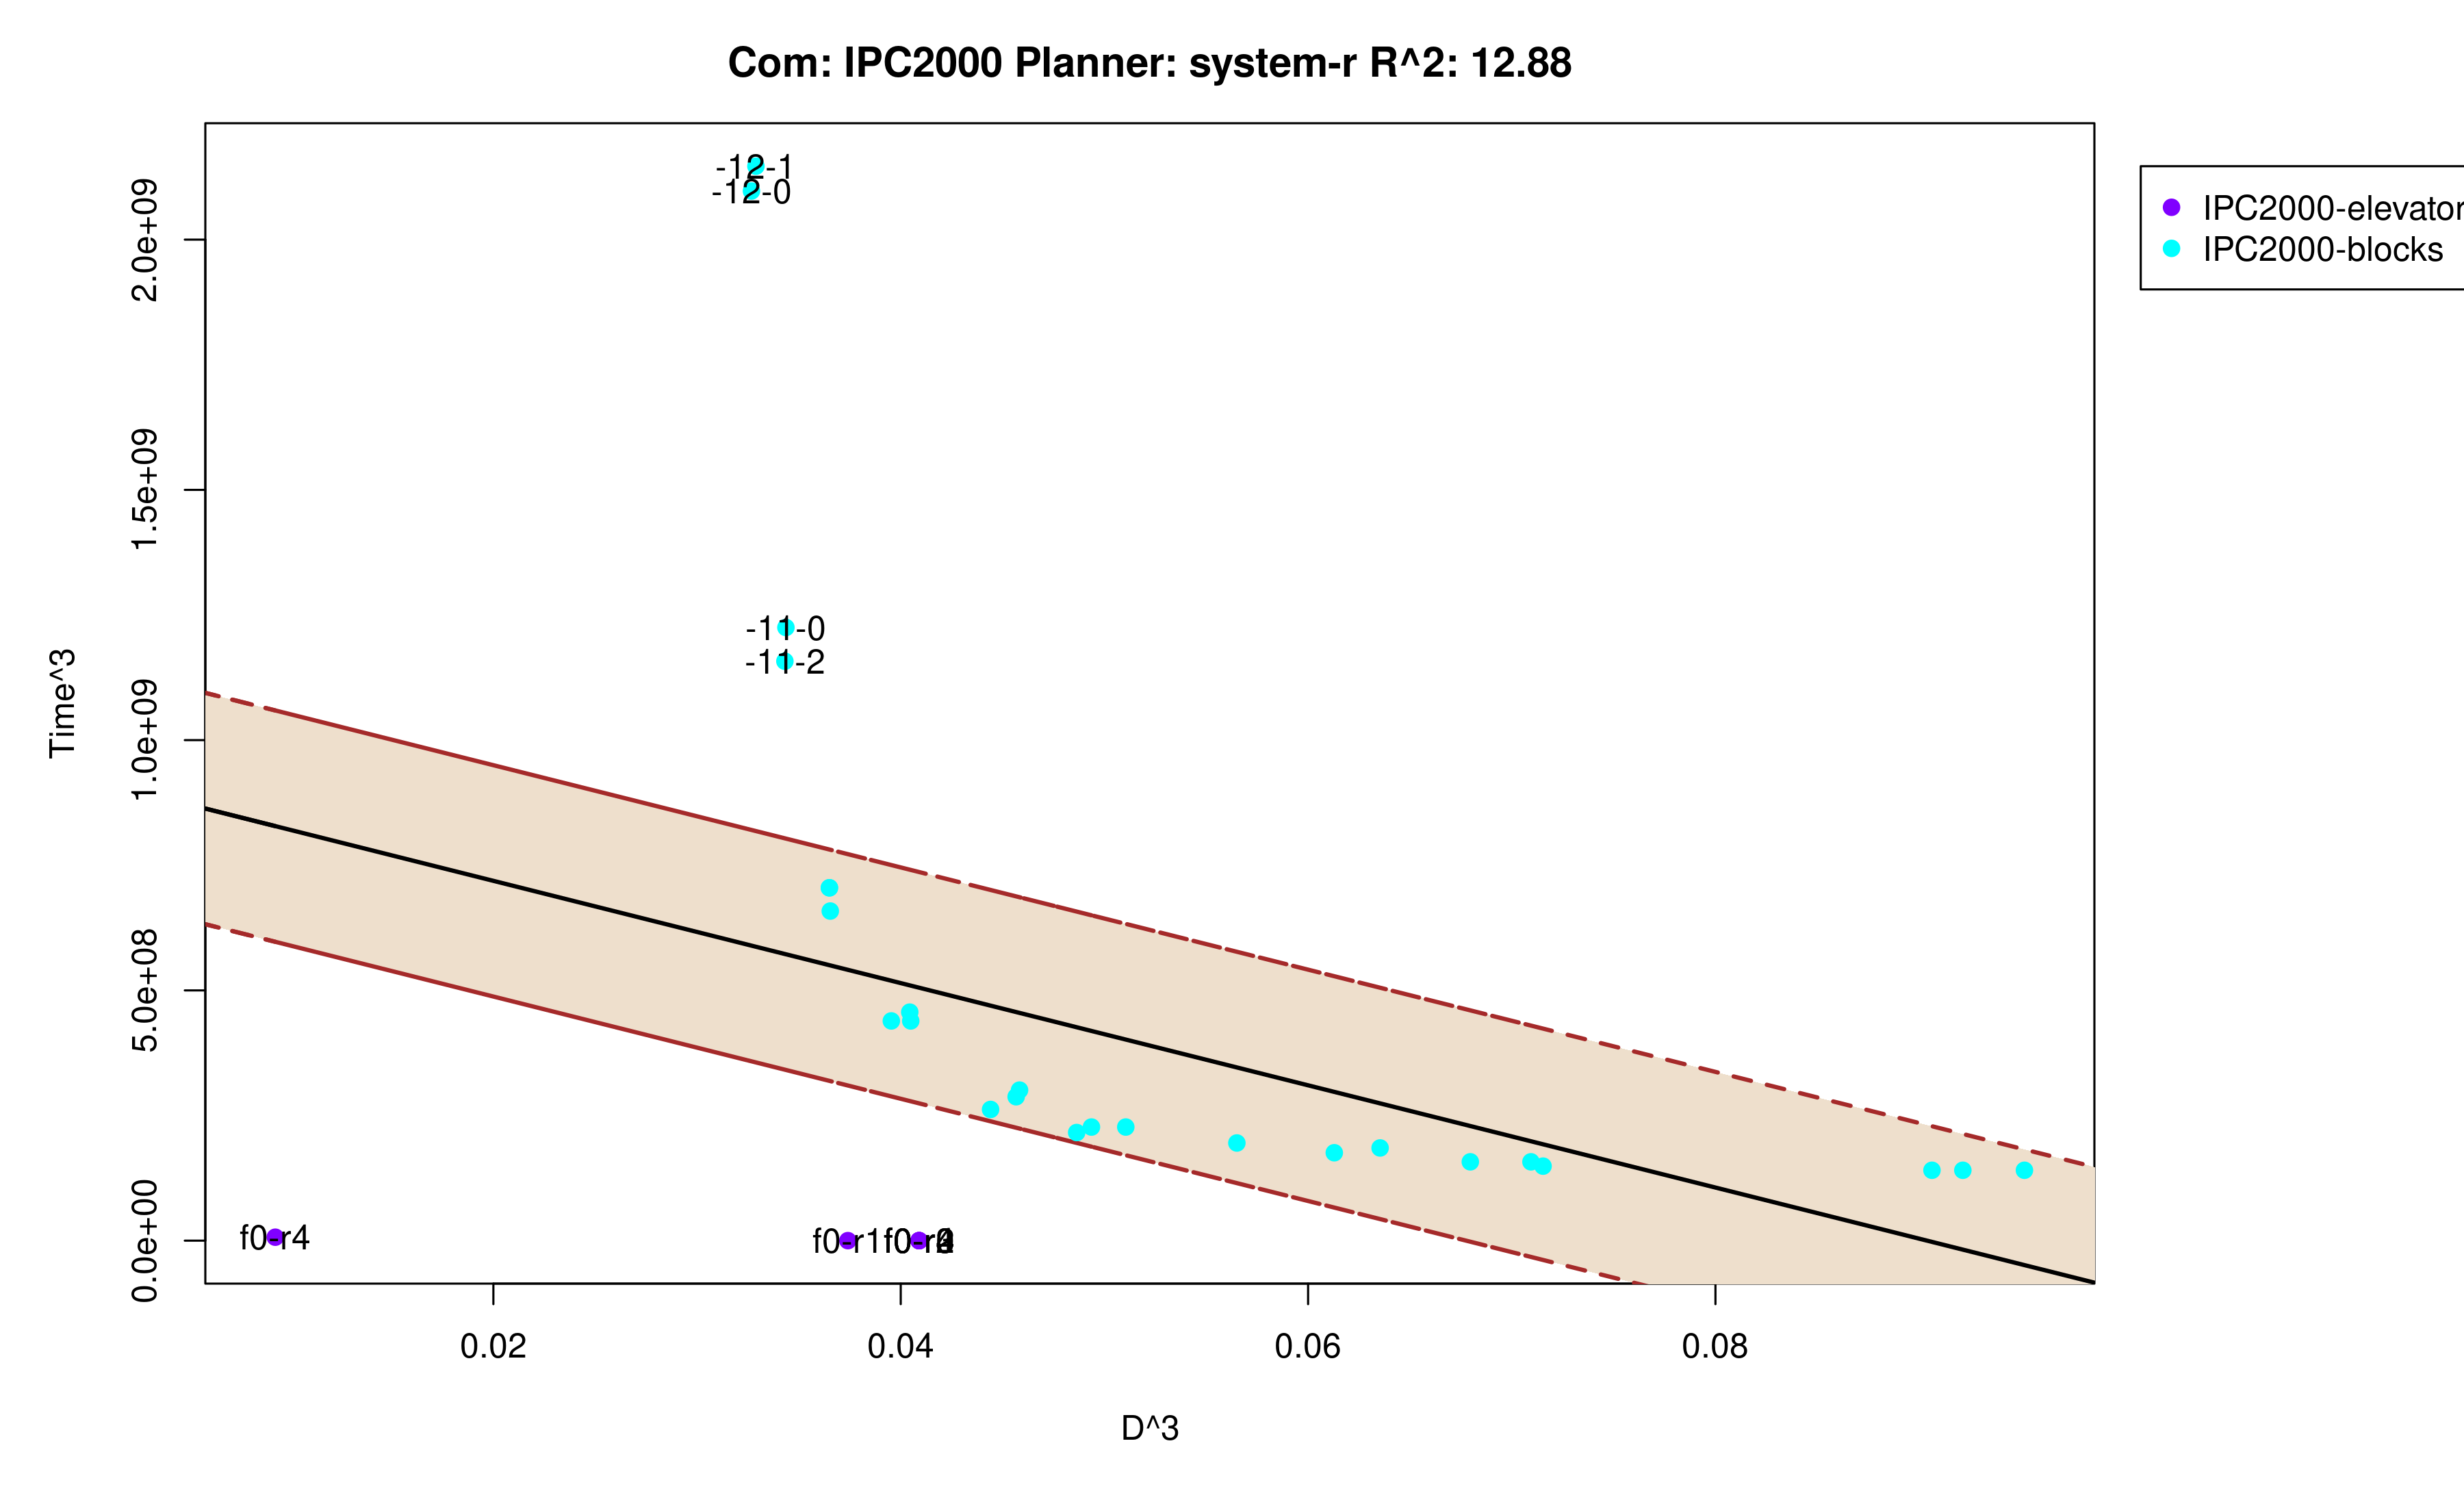 Com: IPC2000 Planner: system-r R^2: 12.88
-12-1
-12-0
-11-0
-11-2
f0-r4
f0-r1
2.0e+09
1.5e+09
1.0e+09
5.0e+08
0.0e+00
Time^3
0.02
0.04
0.06
0.08
D^3
IPC2000-elevator
IPC2000-blocks